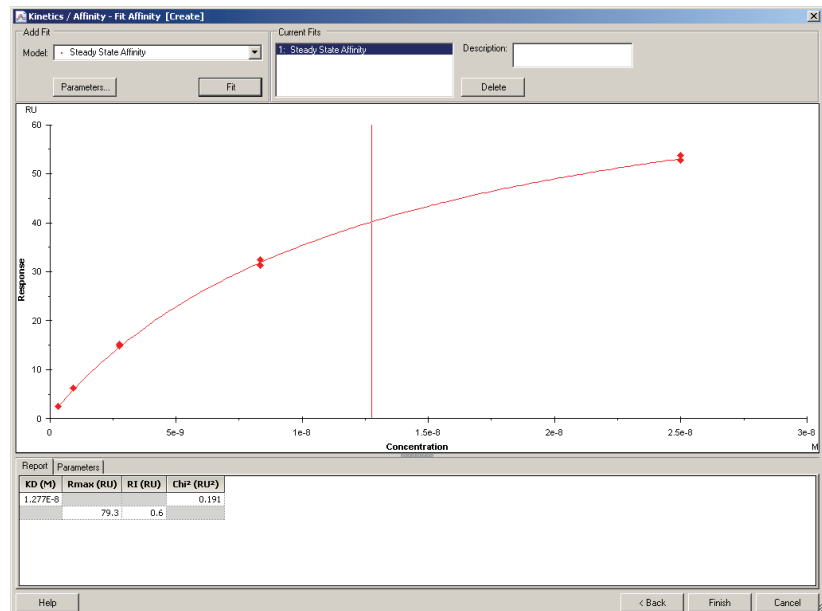 Kinetics / Affinity - Fit Affinity [Create]
Add Fit
Current Fits
Model: Steady State Affinity
1: Steady State Affinity
Description:
Parameters...
Fit
Delete
RU
60
50
40
30
20
10
0
Response
0 5e-9 1e-8 1.5e-8 2e-8 2.5e-8 3e-8
Concentration
M
Report Parameters
KD (M) Rmax (RU) RI (RU) Chi² (RU²)
1.277E-8 0.191
79.3 0.6
Help
< Back Finish Cancel